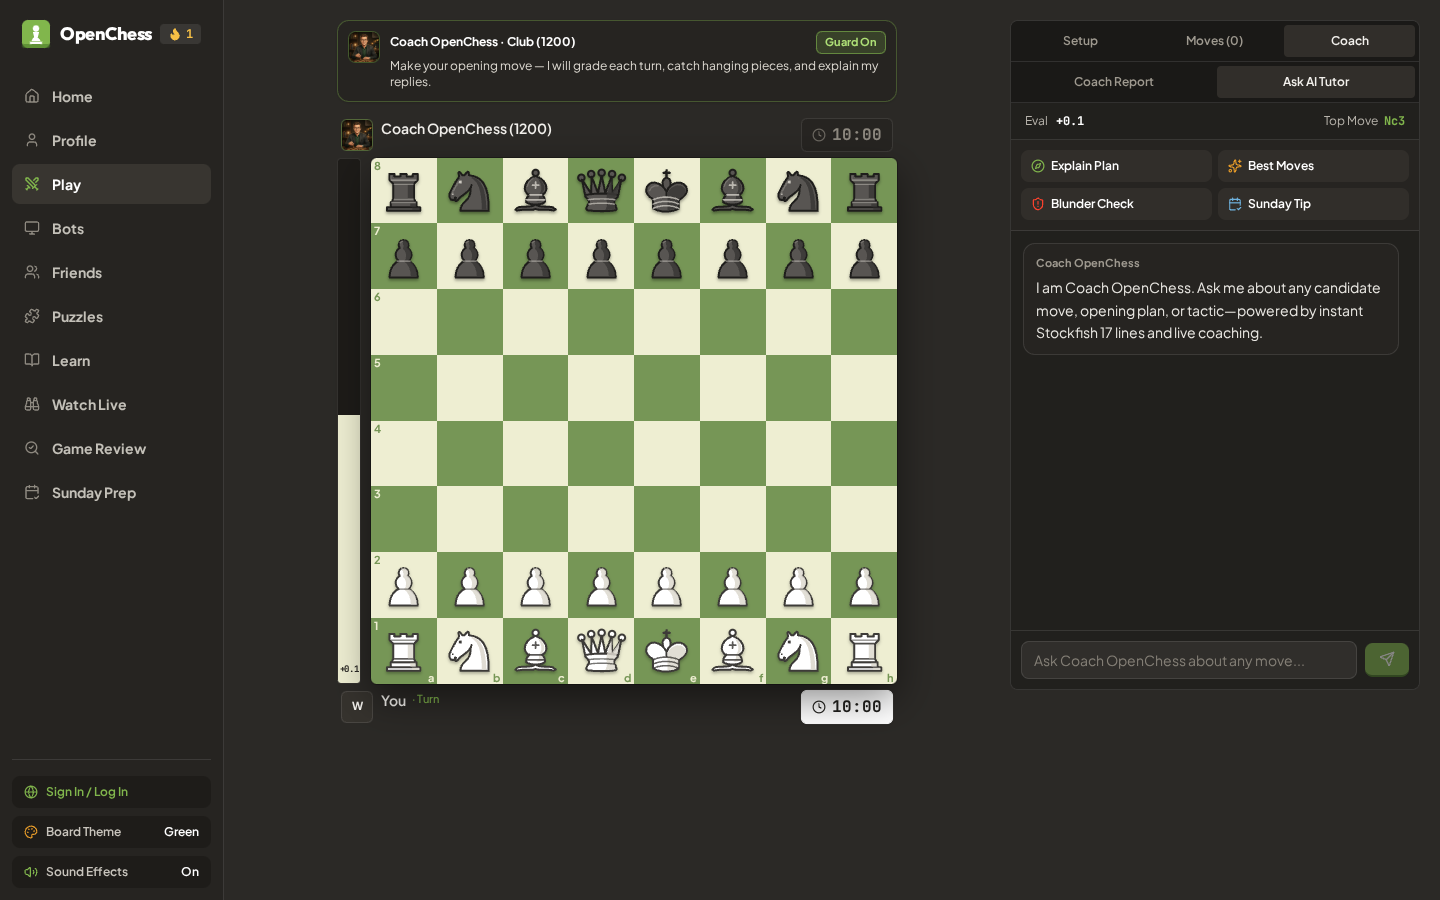 OpenChess 1
Home
Profile
Play
Bots
Friends
Puzzles
Learn
Watch Live
Game Review
Sunday Prep
Sign In / Log In
Board Theme Green
Sound Effects On
Coach OpenChess · Club (1200) Guard On
Make your opening move — I will grade each turn, catch hanging pieces, and explain my
replies.
Coach OpenChess (1200) 10:00
8
7
6
5
4
3
2
1
+0.1
a b c d e f g h
W You · Turn 10:00
Setup Moves (0) Coach
Coach Report Ask AI Tutor
Eval +0.1 Top Move Nc3
Explain Plan Best Moves
Blunder Check Sunday Tip
Coach OpenChess
I am Coach OpenChess. Ask me about any candidate
move, opening plan, or tactic—powered by instant
Stockfish 17 lines and live coaching.
Ask Coach OpenChess about any move...